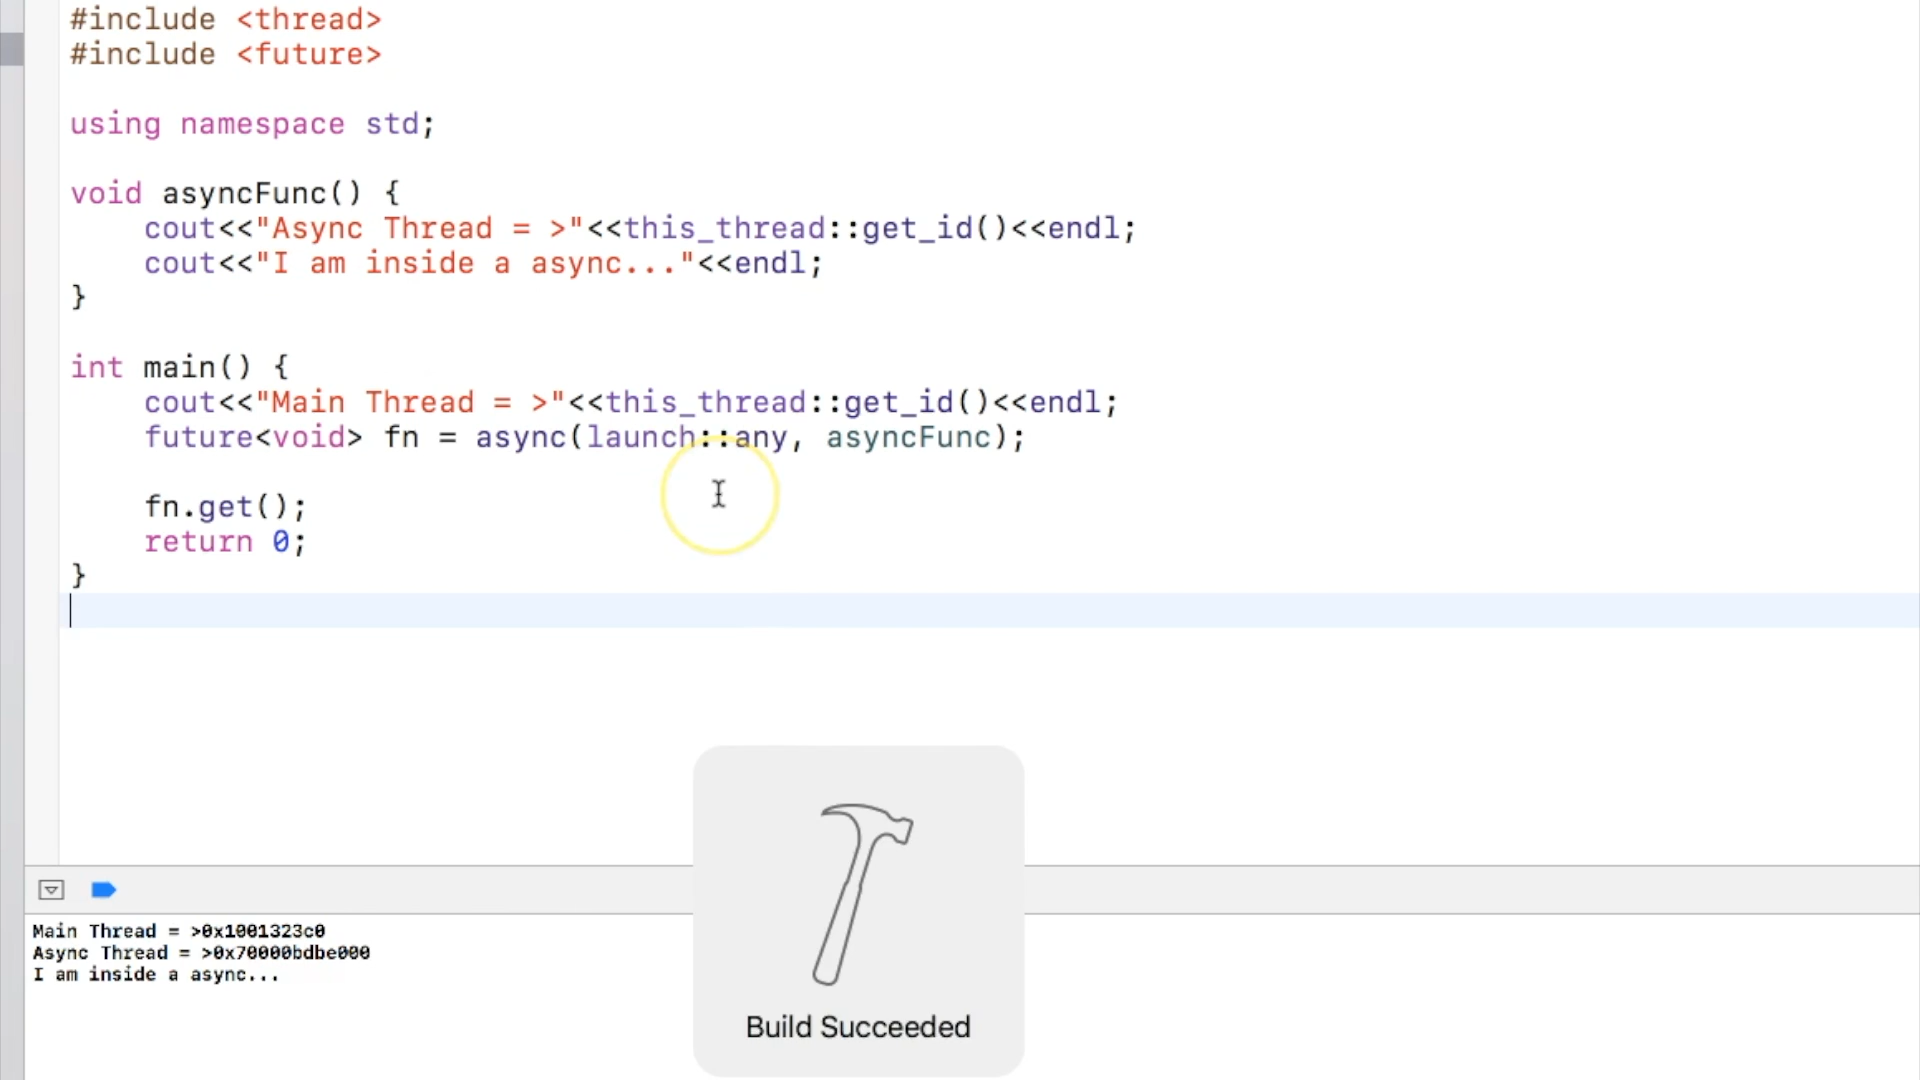 #include <thread>
#include <future>
using namespace std;
void asyncFunc() {
cout<<"Async Thread = >"<<this_thread::get_id()<<endl;
cout<<"I am inside a async..."<<endl;
}
int main() {
cout<<"Main Thread = >"<<this_thread::get_id()<<endl;
future<void> fn = async(launch::any, asyncFunc);
fn.get();
return 0;
}
Main Thread = >0x1001323c0
Async Thread = >0x70000bdbe000
I am inside a async...
Build Succeeded